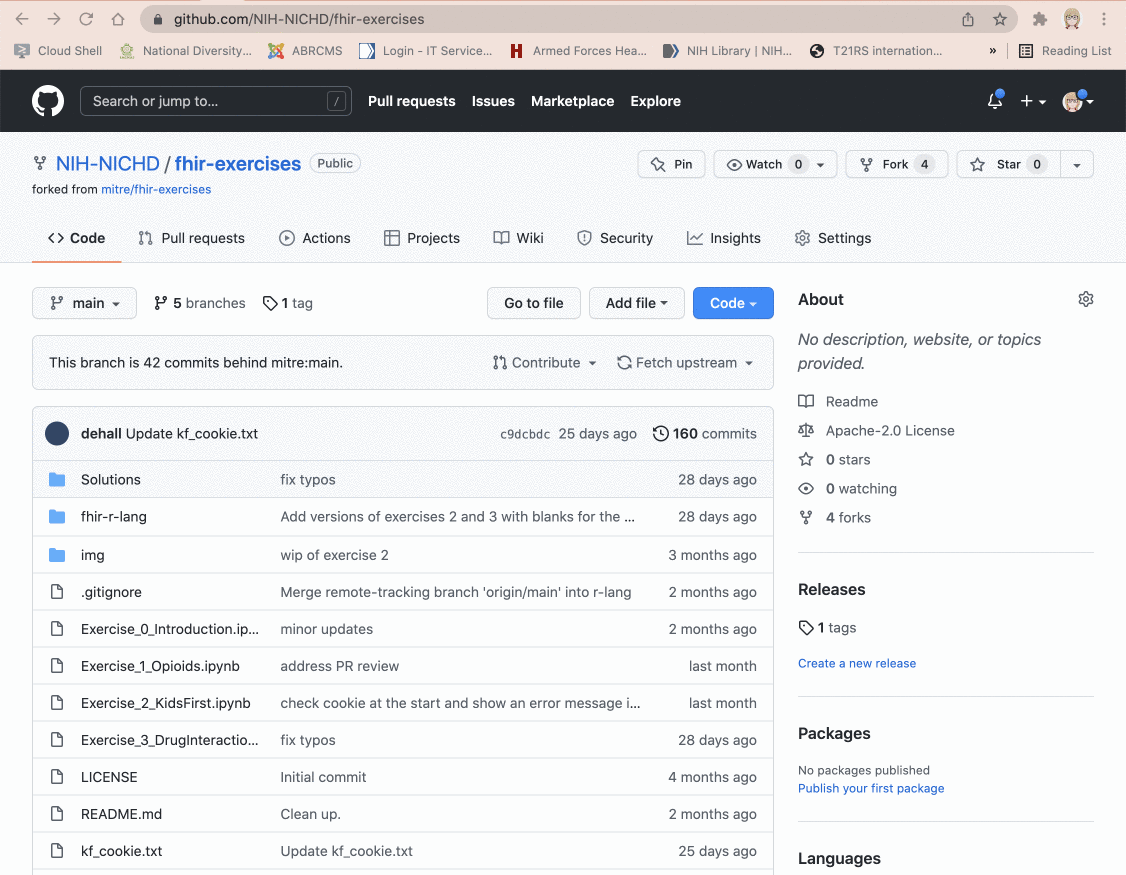 github.com/NIH-NICHD/fhir-exercises
Cloud Shell National Diversity... ABRCMS Login - IT Service... Armed Forces Hea... NIH Library | NIH... T21RS internation... » Reading List
Search or jump to... / Pull requests Issues Marketplace Explore
NIH-NICHD / fhir-exercises Public Pin Watch 0 Fork 4 Star 0
forked from mitre/fhir-exercises
Code Pull requests Actions Projects Wiki Security Insights Settings
main 5 branches 1 tag Go to file Add file Code
This branch is 42 commits behind mitre:main. Contribute Fetch upstream
dehall Update kf_cookie.txt c9dcbdc 25 days ago 160 commits
Solutions fix typos 28 days ago
fhir-r-lang Add versions of exercises 2 and 3 with blanks for the ... 28 days ago
img wip of exercise 2 3 months ago
.gitignore Merge remote-tracking branch 'origin/main' into r-lang 2 months ago
Exercise_0_Introduction.ip... minor updates 2 months ago
Exercise_1_Opioids.ipynb address PR review last month
Exercise_2_KidsFirst.ipynb check cookie at the start and show an error message i... last month
Exercise_3_DrugInteractio... fix typos 28 days ago
LICENSE Initial commit 4 months ago
README.md Clean up. 2 months ago
kf_cookie.txt Update kf_cookie.txt 25 days ago
About
No description, website, or topics
provided.
Readme
Apache-2.0 License
0 stars
0 watching
4 forks
Releases
1 tags
Create a new release
Packages
No packages published
Publish your first package
Languages